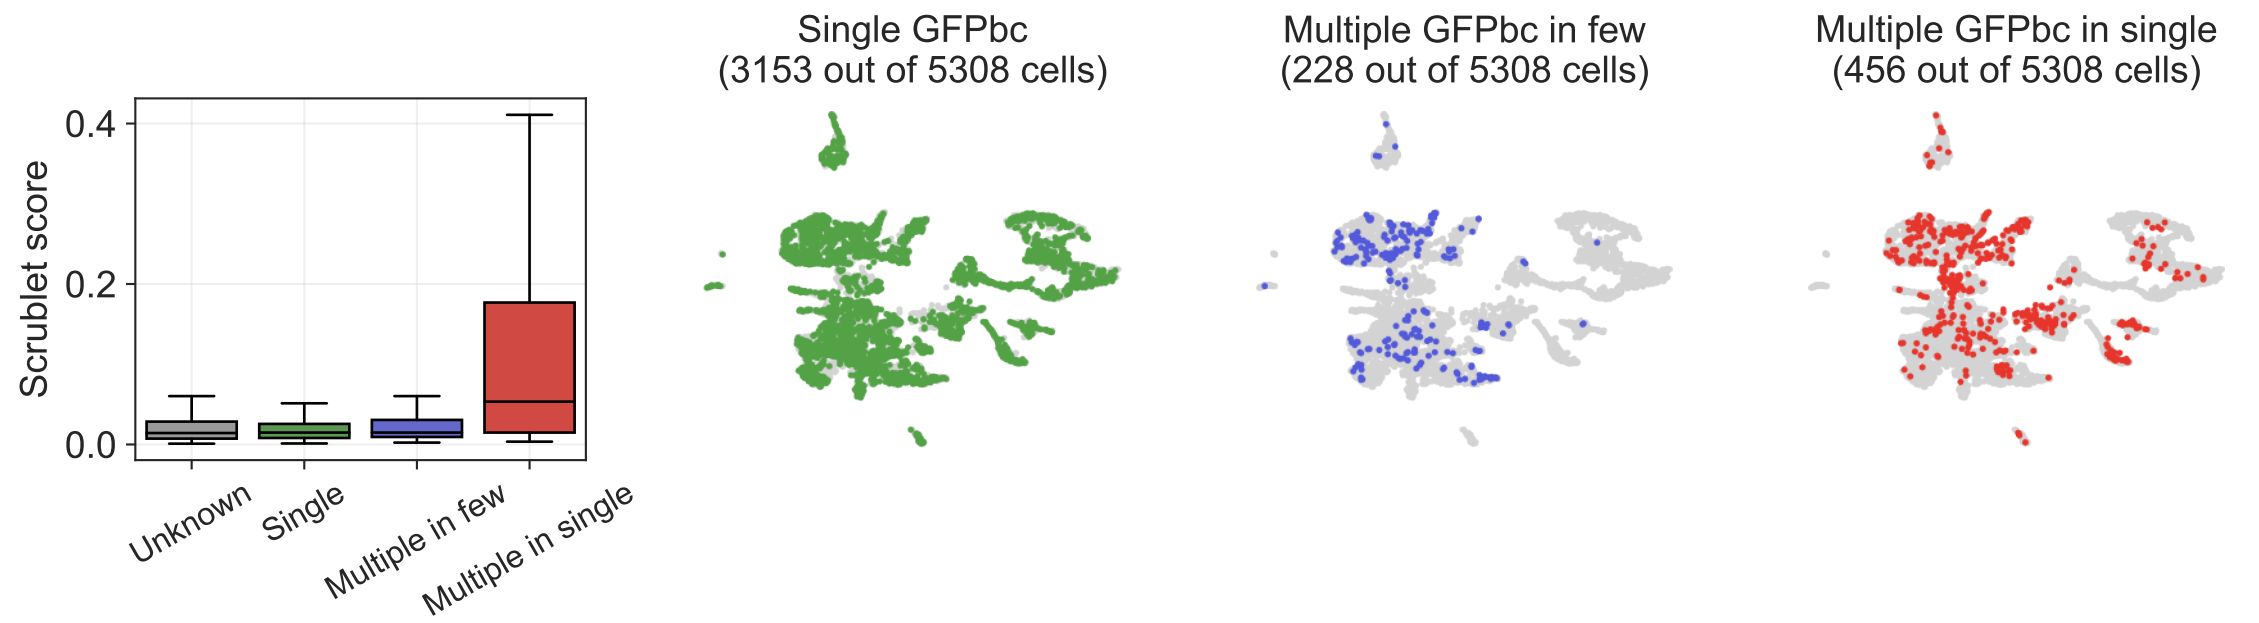 Single GFPbc
(3153 out of 5308 cells)
Multiple GFPbc in few
(228 out of 5308 cells)
Multiple GFPbc in single
(456 out of 5308 cells)
Scrublet score
0.4
0.2
0.0
Unknown
Single
Multiple in few
Multiple in single